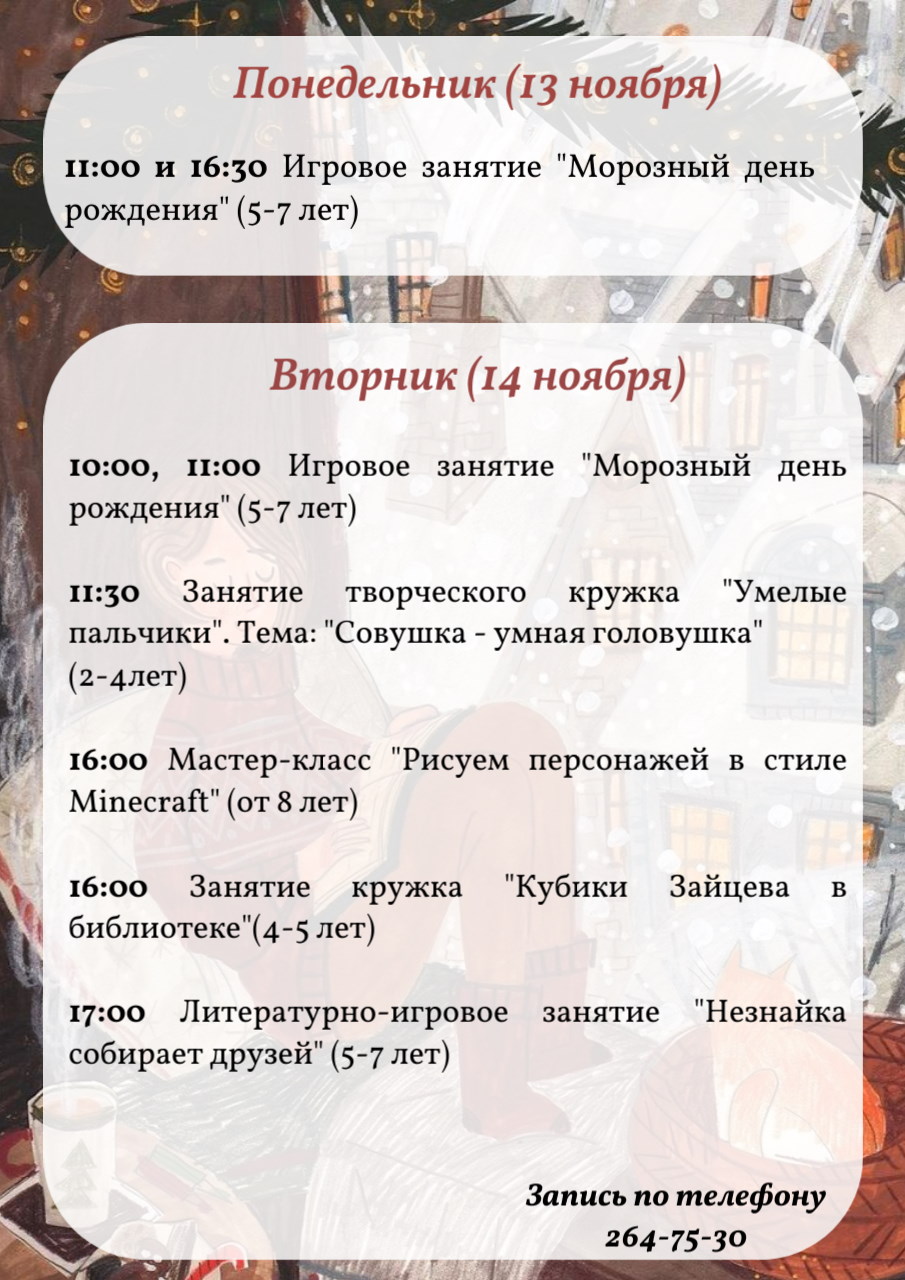 Понедельник (13 ноября)
11:00 и 16:30 Игровое занятие "Морозный день
рождения" (5-7 лет)
Вторник (14 ноября)
10:00, 11:00 Игровое занятие "Морозный день
рождения" (5-7 лет)
11:30 Занятие творческого кружка "Умелые
пальчики". Тема: "Совушка - умная головушка"
(2-4лет)
16:00 Мастер-класс "Рисуем персонажей в стиле
Minecraft" (от 8 лет)
16:00 Занятие кружка "Кубики Зайцева в
библиотеке"(4-5 лет)
17:00 Литературно-игровое занятие "Незнайка
собирает друзей" (5-7 лет)
Запись по телефону
264-75-30